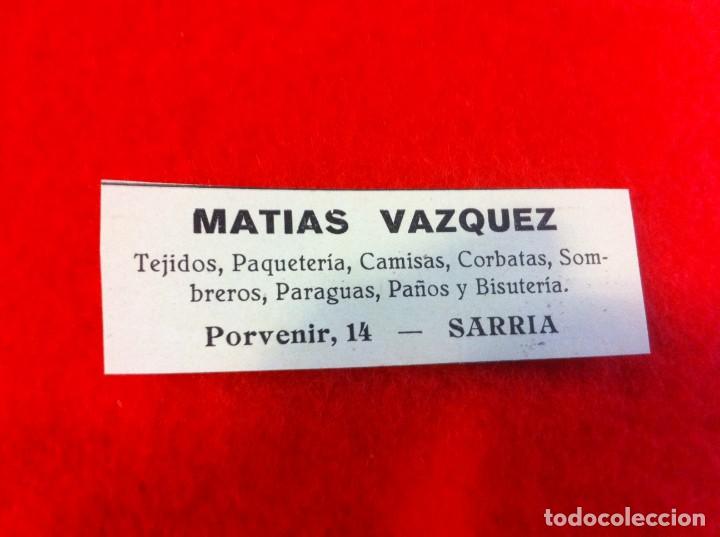 MATIAS VAZQUEZ
Tejidos, Paquetería, Camisas, Corbatas, Som-
breros, Paraguas, Paños y Bisutería.
Porvenir, 14 — SARRIA
todocoleccion